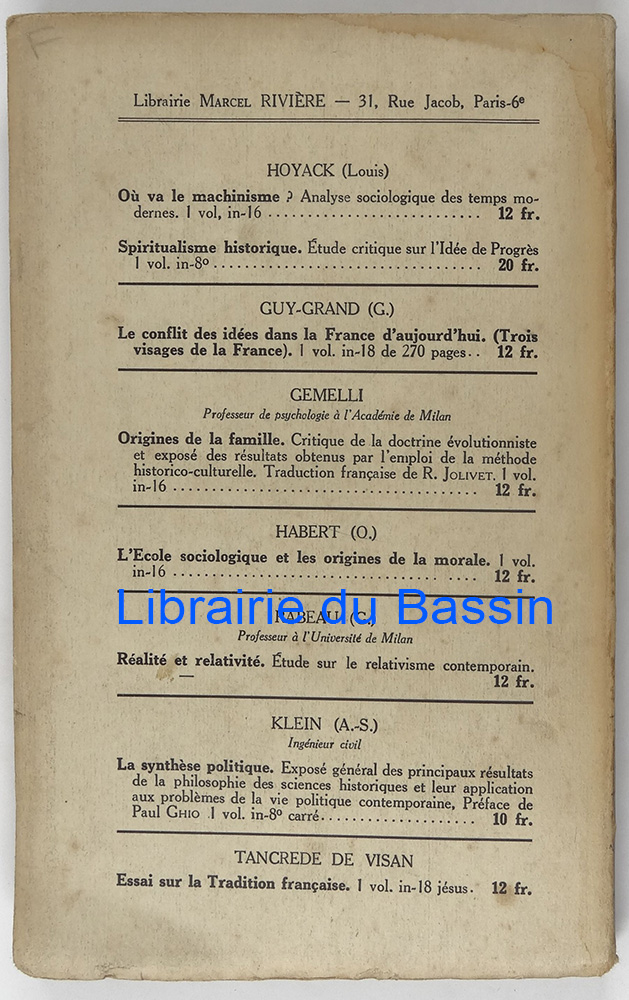 F
Librairie MARCEL RIVIÈRE — 31, Rue Jacob, Paris-6e
HOYACK (Louis)
Où va le machinisme ? Analyse sociologique des temps mo-
dernes. 1 vol, in-16 ........................... 12 fr.
Spiritualisme historique. Étude critique sur l'Idée de Progrès
1 vol. in-8o .................................. 20 fr.
GUY-GRAND (G.)
Le conflit des idées dans la France d'aujourd'hui. (Trois
visages de la France). 1 vol. in-18 de 270 pages.. 12 fr.
GEMELLI
Professeur de psychologie à l'Académie de Milan
Origines de la famille. Critique de la doctrine évolutionniste
et exposé des résultats obtenus par l'emploi de la méthode
historico-culturelle. Traduction française de R. JOLIVET. 1 vol.
in-16 ....................................... 12 fr.
HABERT (O.)
L'Ecole sociologique et les origines de la morale. 1 vol.
in-16 .................................. .... 12 fr.
Librairie du Bassin
RABEAU (G.)
Professeur à l'Université de Milan
Réalité et relativité. Étude sur le relativisme contemporain.
— 12 fr.
KLEIN (A.-S.)
Ingénieur civil
La synthèse politique. Exposé général des principaux résultats
de la philosophie des sciences historiques et leur application
aux problèmes de la vie politique contemporaine, Préface de
Paul GHIO .1 vol. in-8o carré.................... 10 fr.
TANCREDE DE VISAN
Essai sur la Tradition française. 1 vol. in-18 jésus. 12 fr.